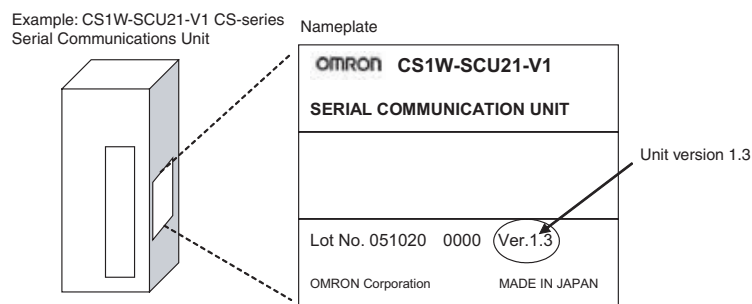 Example: CS1W-SCU21-V1 CS-series
Serial Communications Unit
Nameplate
OMRON CS1W-SCU21-V1
SERIAL COMMUNICATION UNIT
Unit version 1.3
Lot No. 051020 0000 Ver.1.3
OMRON Corporation MADE IN JAPAN